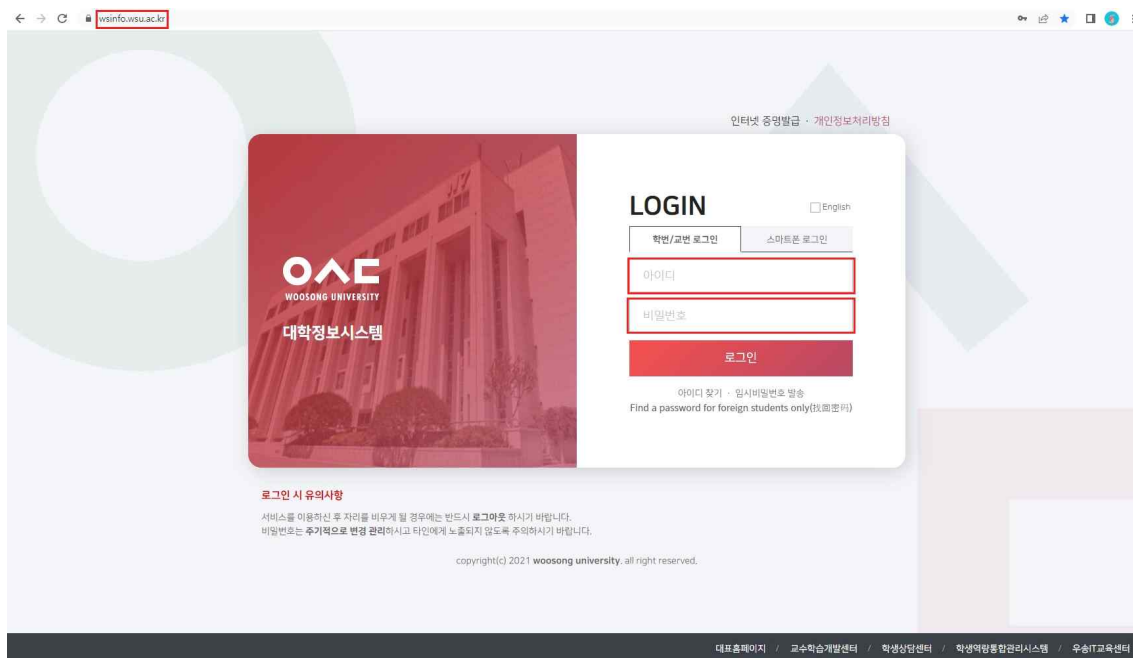 wsinfo.wsu.ac.kr
인터넷 증명발급 · 개인정보처리방침
W7
WOOSONG UNIVERSITY
대학정보시스템
LOGIN
English
학번/교번 로그인
스마트폰 로그인
아이디
비밀번호
로그인
아이디 찾기 · 임시비밀번호 발송
Find a password for foreign students only(找回密码)
로그인 시 유의사항
서비스를 이용하신 후 자리를 비우게 될 경우에는 반드시 로그아웃 하시기 바랍니다.
비밀번호는 주기적으로 변경 관리하시고 타인에게 노출되지 않도록 주의하시기 바랍니다.
copyright(c) 2021 woosong university. all right reserved.
대표홈페이지 / 교수학습개발센터 / 학생상담센터 / 학생역량통합관리시스템 / 우송IT교육센터